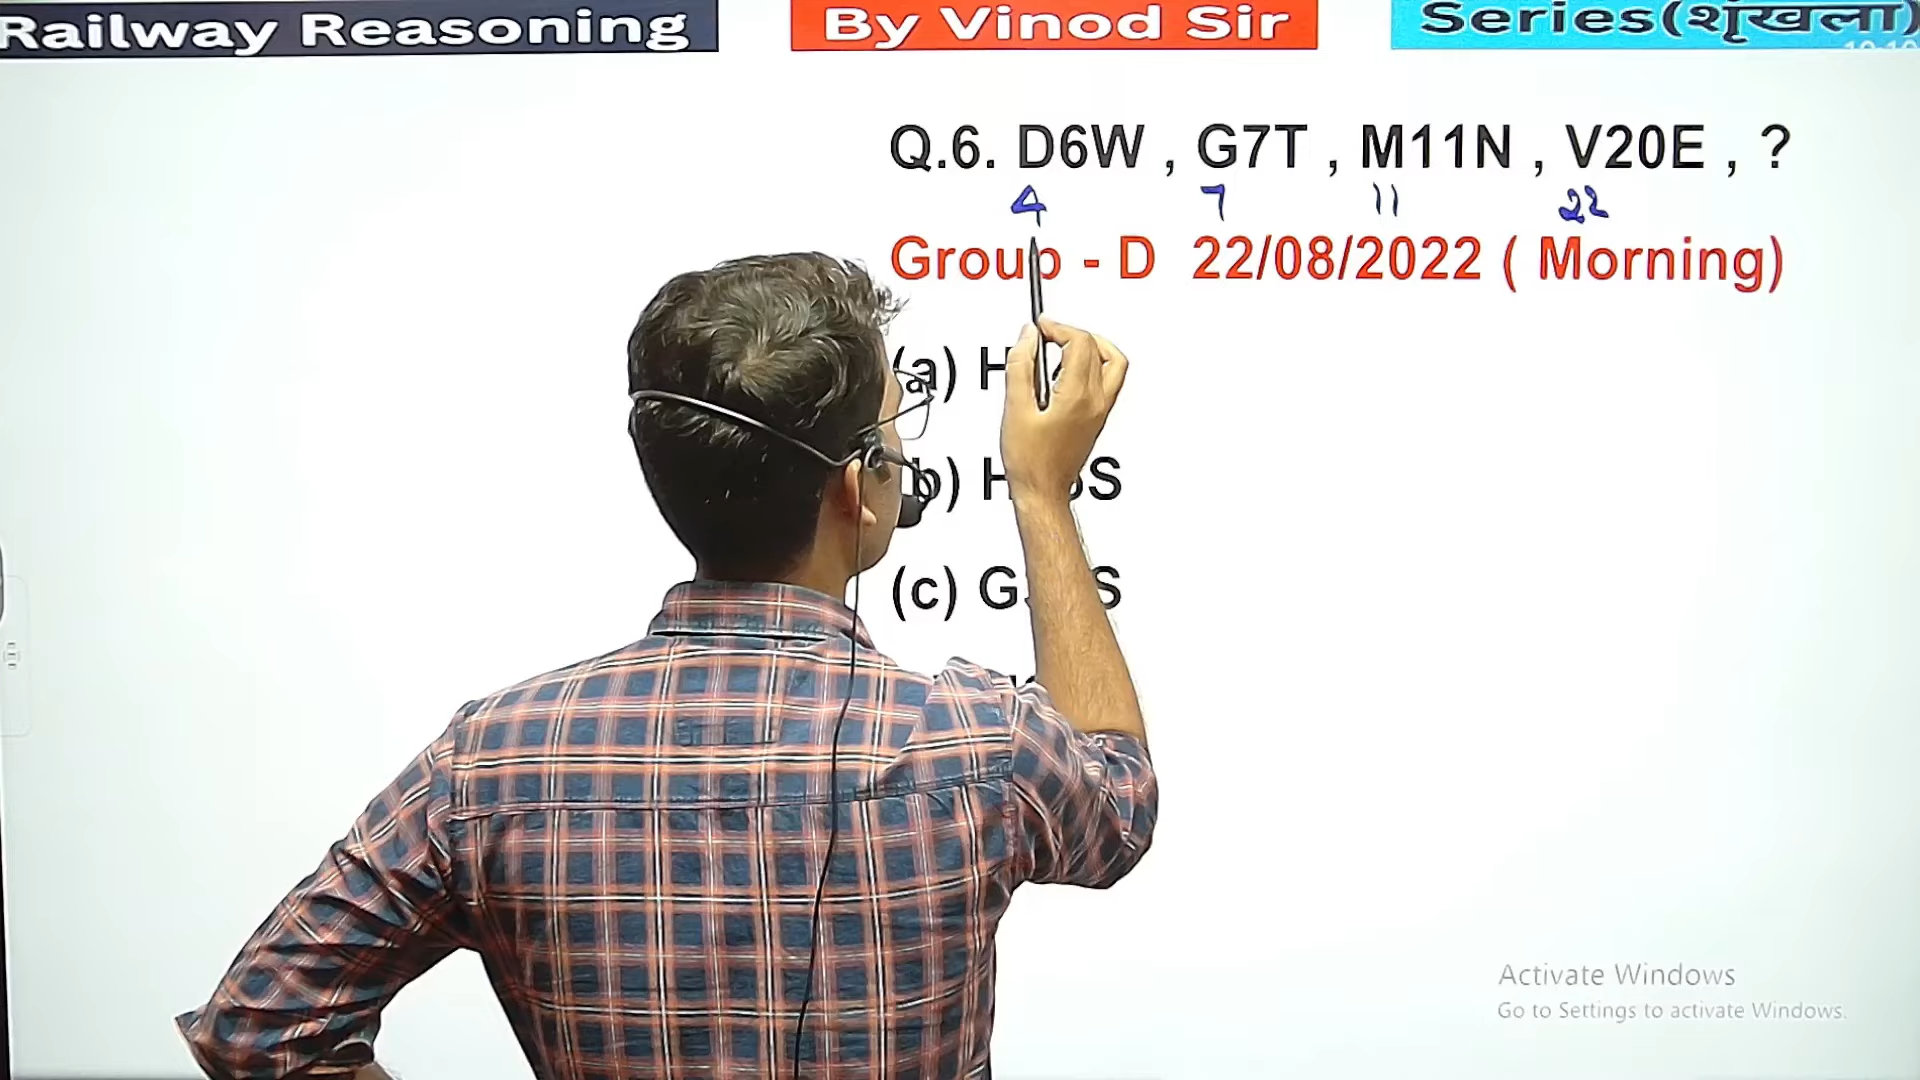 Railway Reasoning
By Vinod Sir
Series(शृंखला)
Q.6. D6W , G7T , M11N , V20E , ?
4 7 11 22
Group - D 22/08/2022 ( Morning)
(a)
(b)
(c)
Activate Windows
Go to Settings to activate Windows.